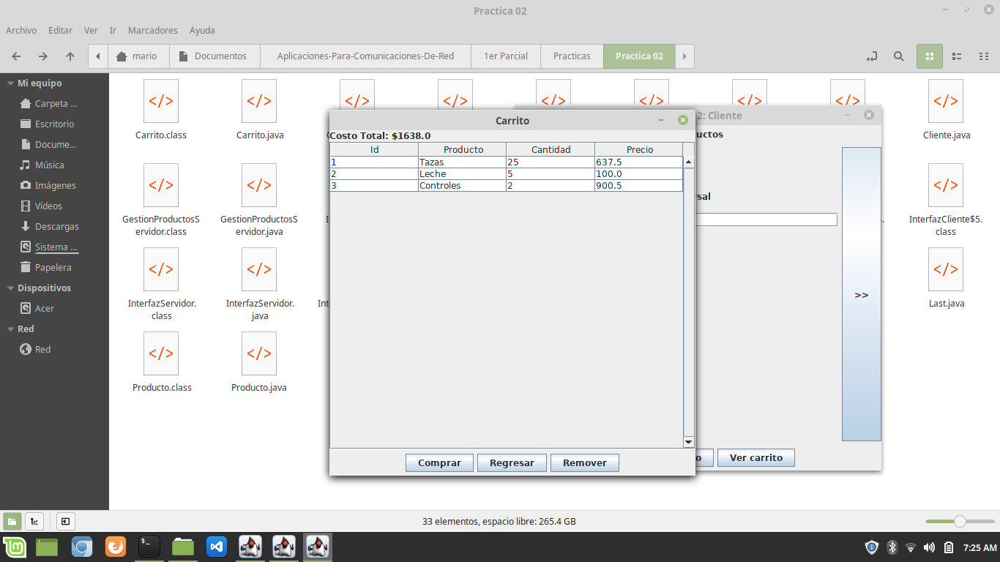 Practica 02
Archivo Editar Ver Ir Marcadores Ayuda
mario Documentos Aplicaciones-Para-Comunicaciones-De-Red 1er Parcial Practicas Practica 02
Mi equipo
Carpeta ...
Escritorio
Docume...
Música
Imágenes
Vídeos
Descargas
Sistema ...
Papelera
Dispositivos
Acer
Red
Red
Carrito.class
Carrito.java
Cliente.java
GestionProductosS
ervidor.class
GestionProductosS
ervidor.java
InterfazCliente$5.
class
InterfazServidor.
class
InterfazServidor.
java
Int
Last.java
Producto.class
Producto.java
Carrito
Costo Total: $1638.0
Id Producto Cantidad Precio
1 Tazas 25 637.5
2 Leche 5 100.0
3 Controles 2 900.5
Comprar Regresar Remover
2: Cliente
uctos
rsal
>>
o Ver carrito
33 elementos, espacio libre: 265.4 GB
7:25 AM